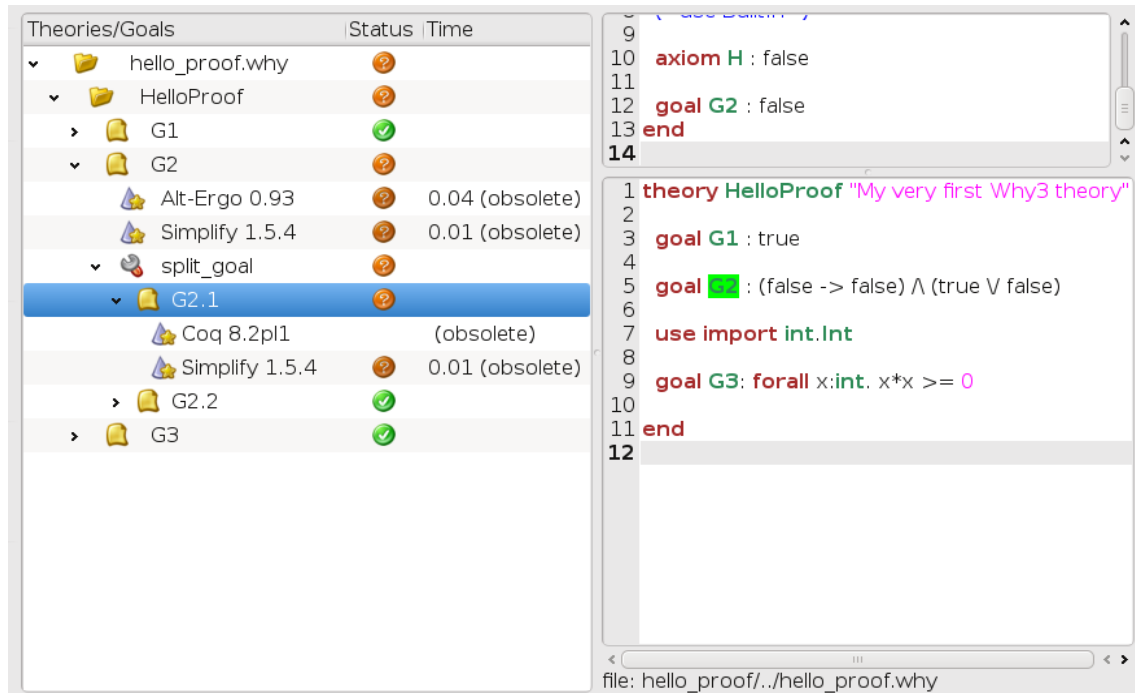 Theories/Goals Status Time
hello_proof.why
HelloProof
G1
G2
Alt-Ergo 0.93 0.04 (obsolete)
Simplify 1.5.4 0.01 (obsolete)
split_goal
G2.1
Coq 8.2pl1 (obsolete)
Simplify 1.5.4 0.01 (obsolete)
G2.2
G3
9
10 axiom H : false
11
12 goal G2 : false
13 end
14
1 theory HelloProof "My very first Why3 theory"
2
3 goal G1 : true
4
5 goal G2 : (false -> false) /\ (true \/ false)
6
7 use import int.Int
8
9 goal G3: forall x:int. x*x >= 0
10
11 end
12
file: hello_proof/../hello_proof.why